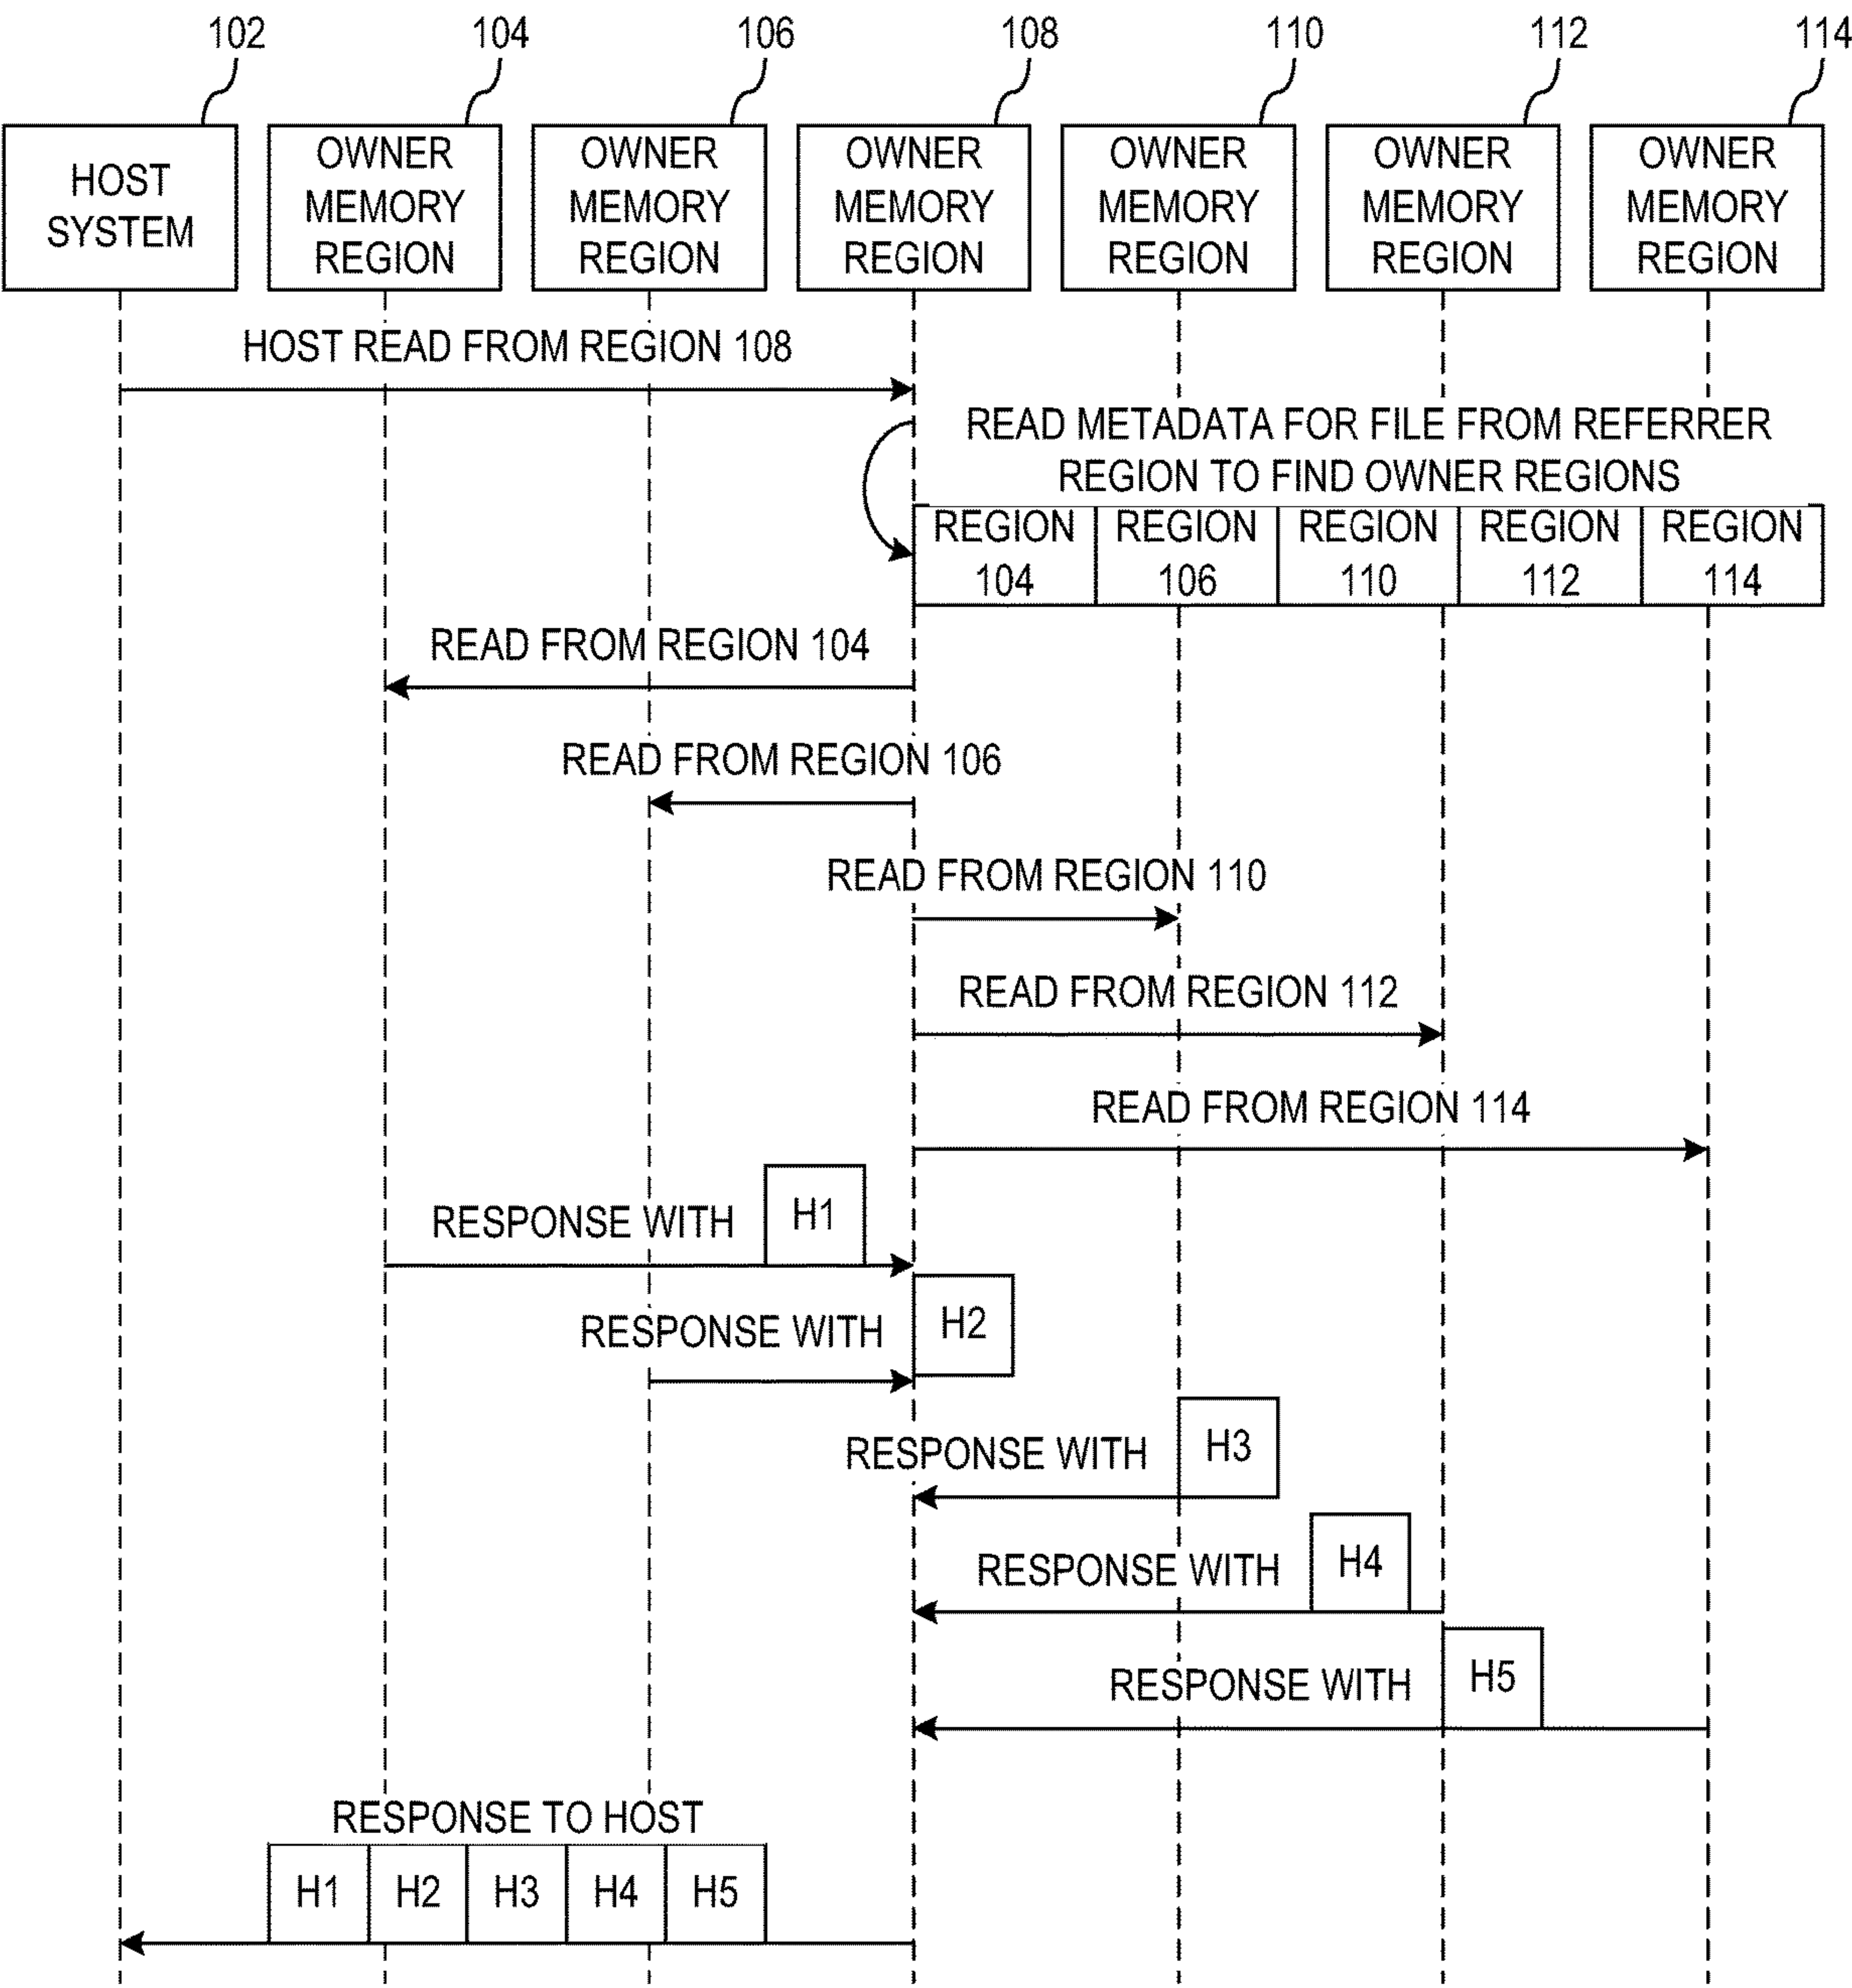 102 104 106 108 110 112 114
HOST
SYSTEM
OWNER
MEMORY
REGION
OWNER
MEMORY
REGION
OWNER
MEMORY
REGION
OWNER
MEMORY
REGION
OWNER
MEMORY
REGION
OWNER
MEMORY
REGION
HOST READ FROM REGION 108
READ METADATA FOR FILE FROM REFERRER
REGION TO FIND OWNER REGIONS
REGION
104
REGION
106
REGION
110
REGION
112
REGION
114
READ FROM REGION 104
READ FROM REGION 106
READ FROM REGION 110
READ FROM REGION 112
READ FROM REGION 114
RESPONSE WITH H1
RESPONSE WITH H2
RESPONSE WITH H3
RESPONSE WITH H4
RESPONSE WITH H5
RESPONSE TO HOST
H1 H2 H3 H4 H5